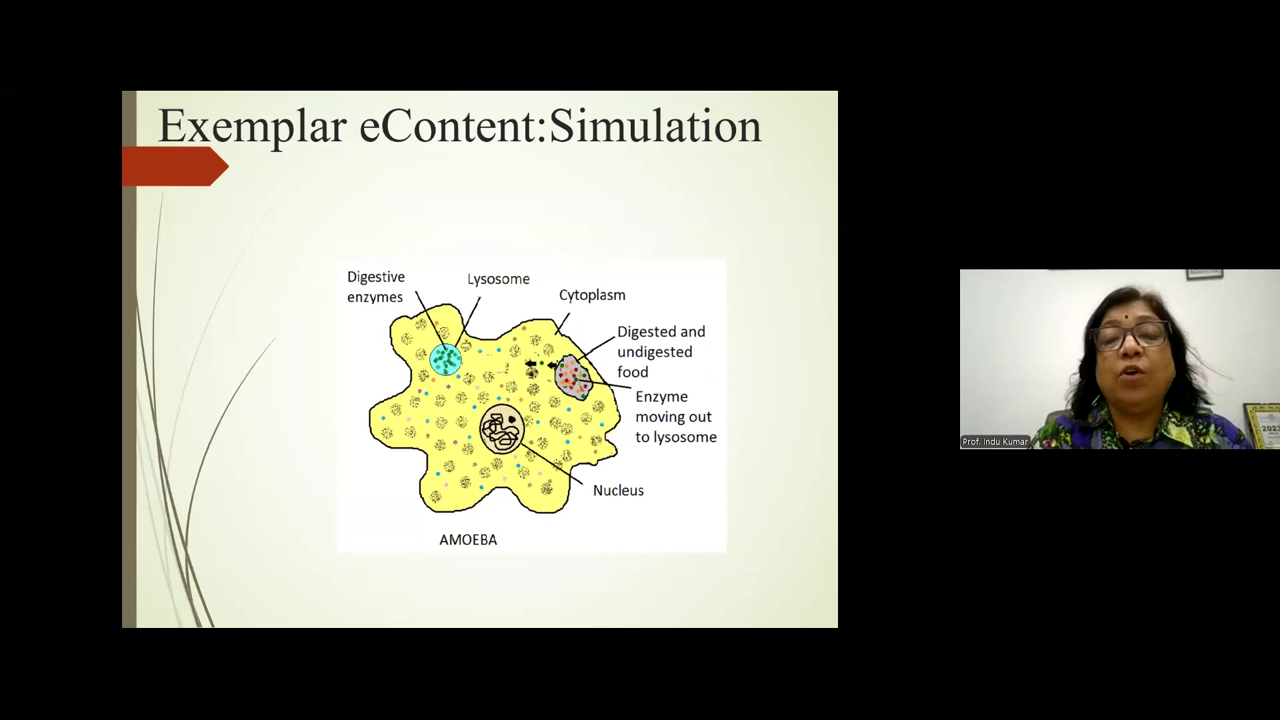 Exemplar eContent:Simulation
Digestive
enzymes
Lysosome
Cytoplasm
Digested and
undigested
food
Enzyme
moving out
to lysosome
Nucleus
AMOEBA
Prof. Indu Kumar
2023